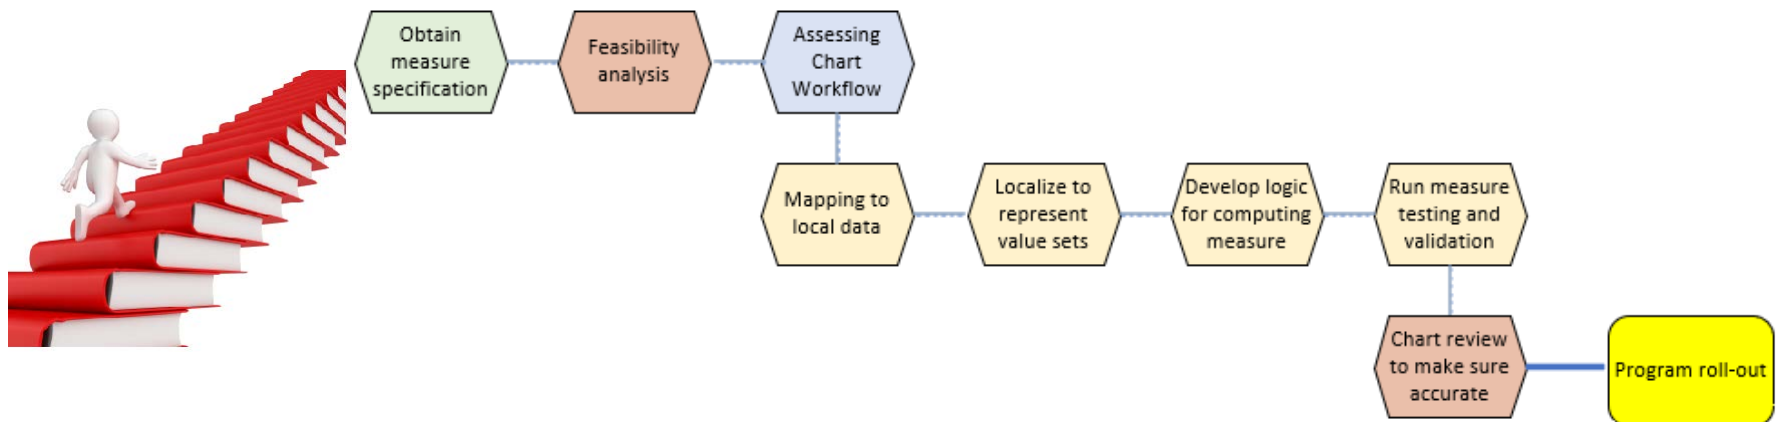 Obtain
measure
specification
Feasibility
analysis
Assessing
Chart
Workflow
Mapping to
local data
Localize to
represent
value sets
Develop logic
for computing
measure
Run measure
testing and
validation
Chart review
to make sure
accurate
Program roll-out